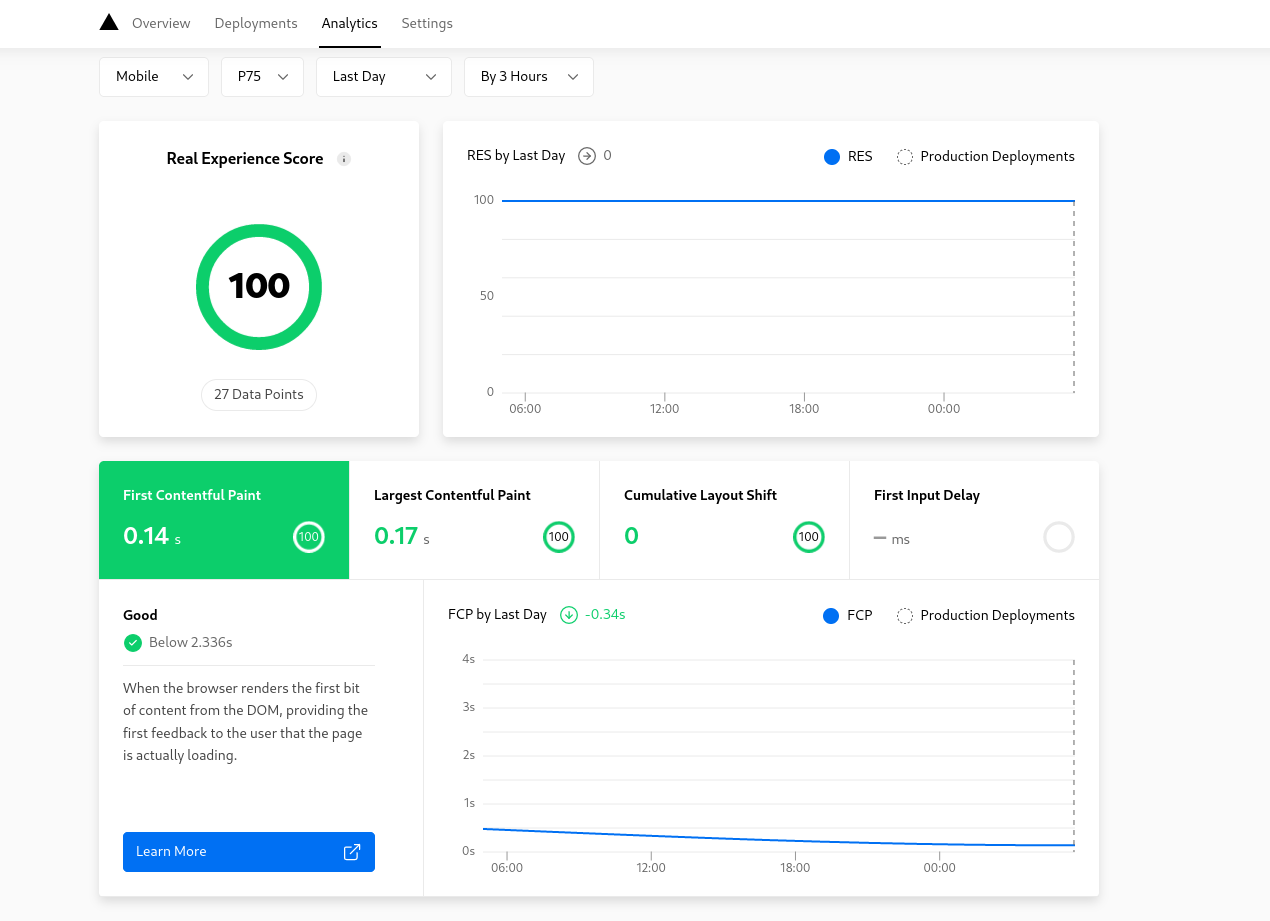 Overview Deployments Analytics Settings
Mobile P75 Last Day By 3 Hours
Real Experience Score
100
27 Data Points
RES by Last Day 0 RES Production Deployments
100
50
0
06:00 12:00 18:00 00:00
First Contentful Paint
0.14 s 100
Largest Contentful Paint
0.17 s 100
Cumulative Layout Shift
0 100
First Input Delay
— ms
Good
Below 2.336s
When the browser renders the first bit
of content from the DOM, providing the
first feedback to the user that the page
is actually loading.
Learn More
FCP by Last Day -0.34s FCP Production Deployments
4s
3s
2s
1s
0s
06:00 12:00 18:00 00:00